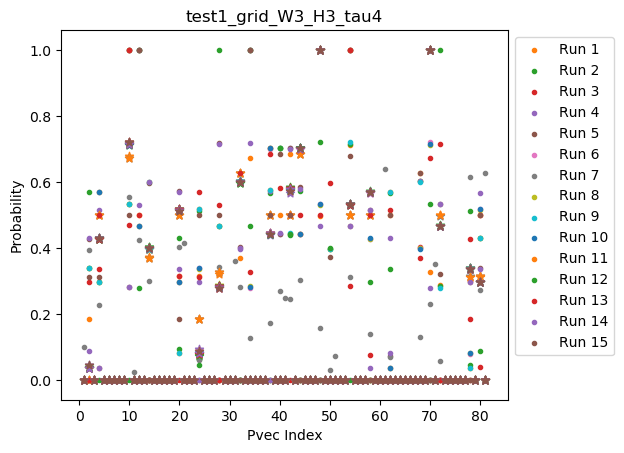 test1_grid_W3_H3_tau4
1.0
0.8
0.6
0.4
0.2
0.0
Probability
0 10 20 30 40 50 60 70 80
Pvec Index
Run 1
Run 2
Run 3
Run 4
Run 5
Run 6
Run 7
Run 8
Run 9
Run 10
Run 11
Run 12
Run 13
Run 14
Run 15